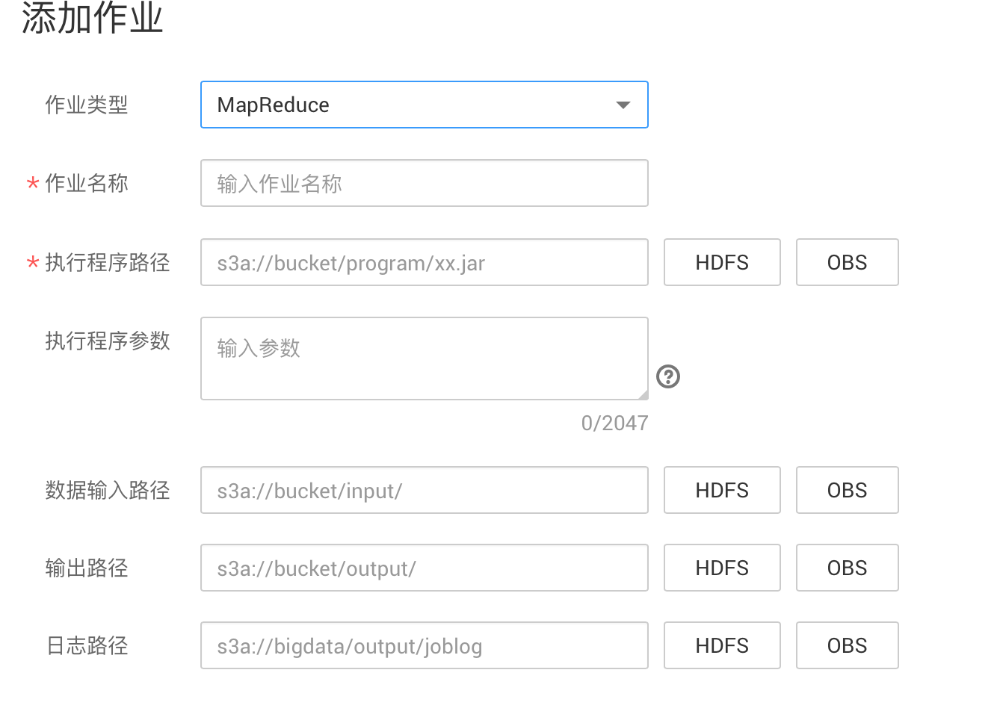 添加作业
作业类型
MapReduce
* 作业名称
输入作业名称
* 执行程序路径
s3a://bucket/program/xx.jar
HDFS
OBS
执行程序参数
输入参数
?
0/2047
数据输入路径
s3a://bucket/input/
HDFS
OBS
输出路径
s3a://bucket/output/
HDFS
OBS
日志路径
s3a://bigdata/output/joblog
HDFS
OBS